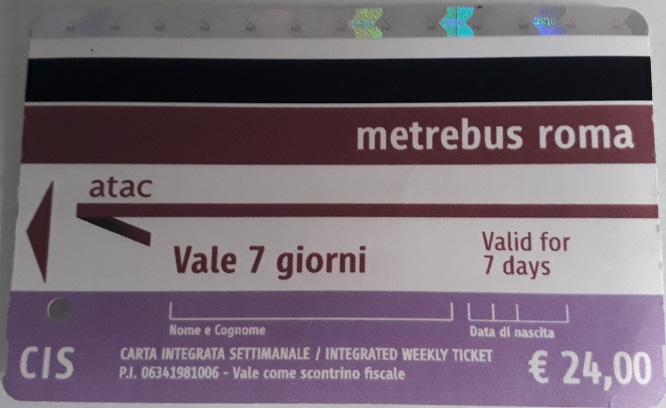 metrebus roma
atac
Vale 7 giorni
Valid for
7 days
Nome e Cognome
Data di nascita
CIS
CARTA INTEGRATA SETTIMANALE / INTEGRATED WEEKLY TICKET
P.I. 06341981006 - Vale come scontrino fiscale
€ 24,00